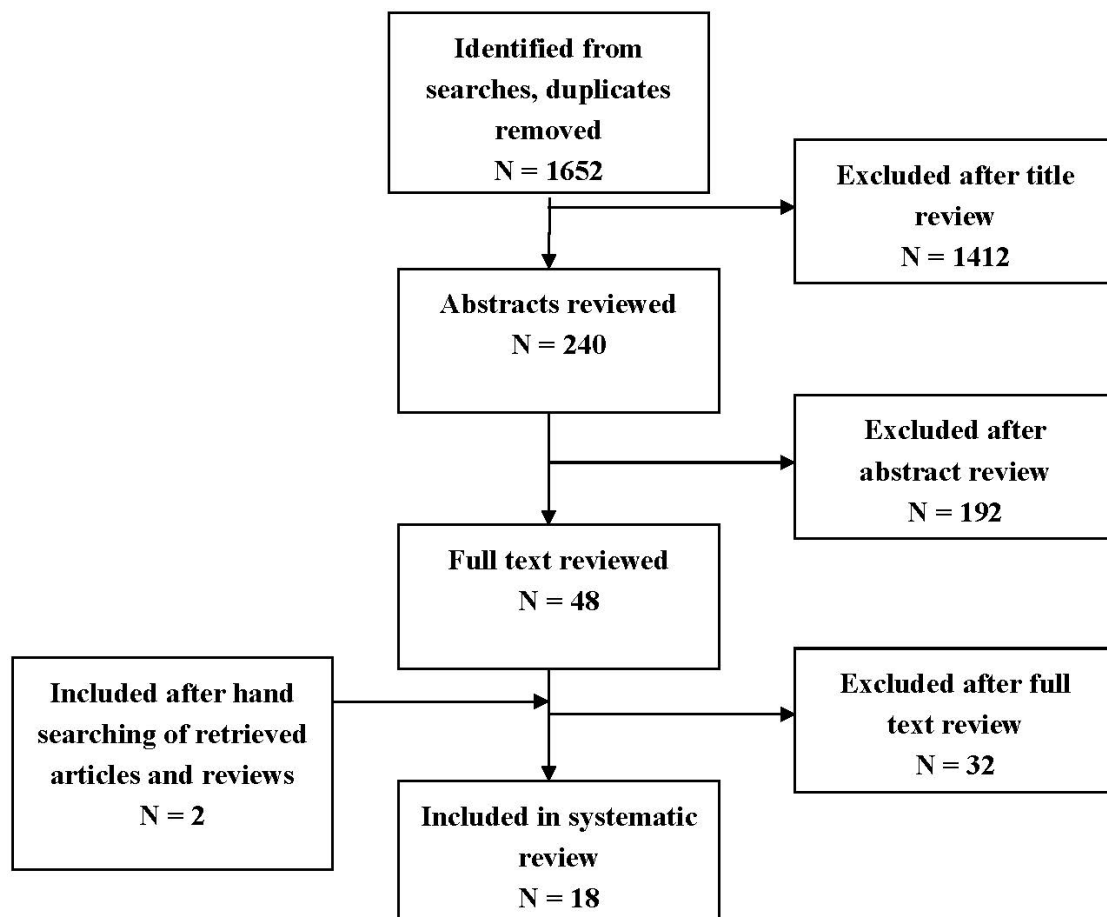 Identified from
searches, duplicates
removed
N = 1652
Excluded after title
review
N = 1412
Abstracts reviewed
N = 240
Excluded after
abstract review
N = 192
Full text reviewed
N = 48
Included after hand
searching of retrieved
articles and reviews
N = 2
Excluded after full
text review
N = 32
Included in systematic
review
N = 18